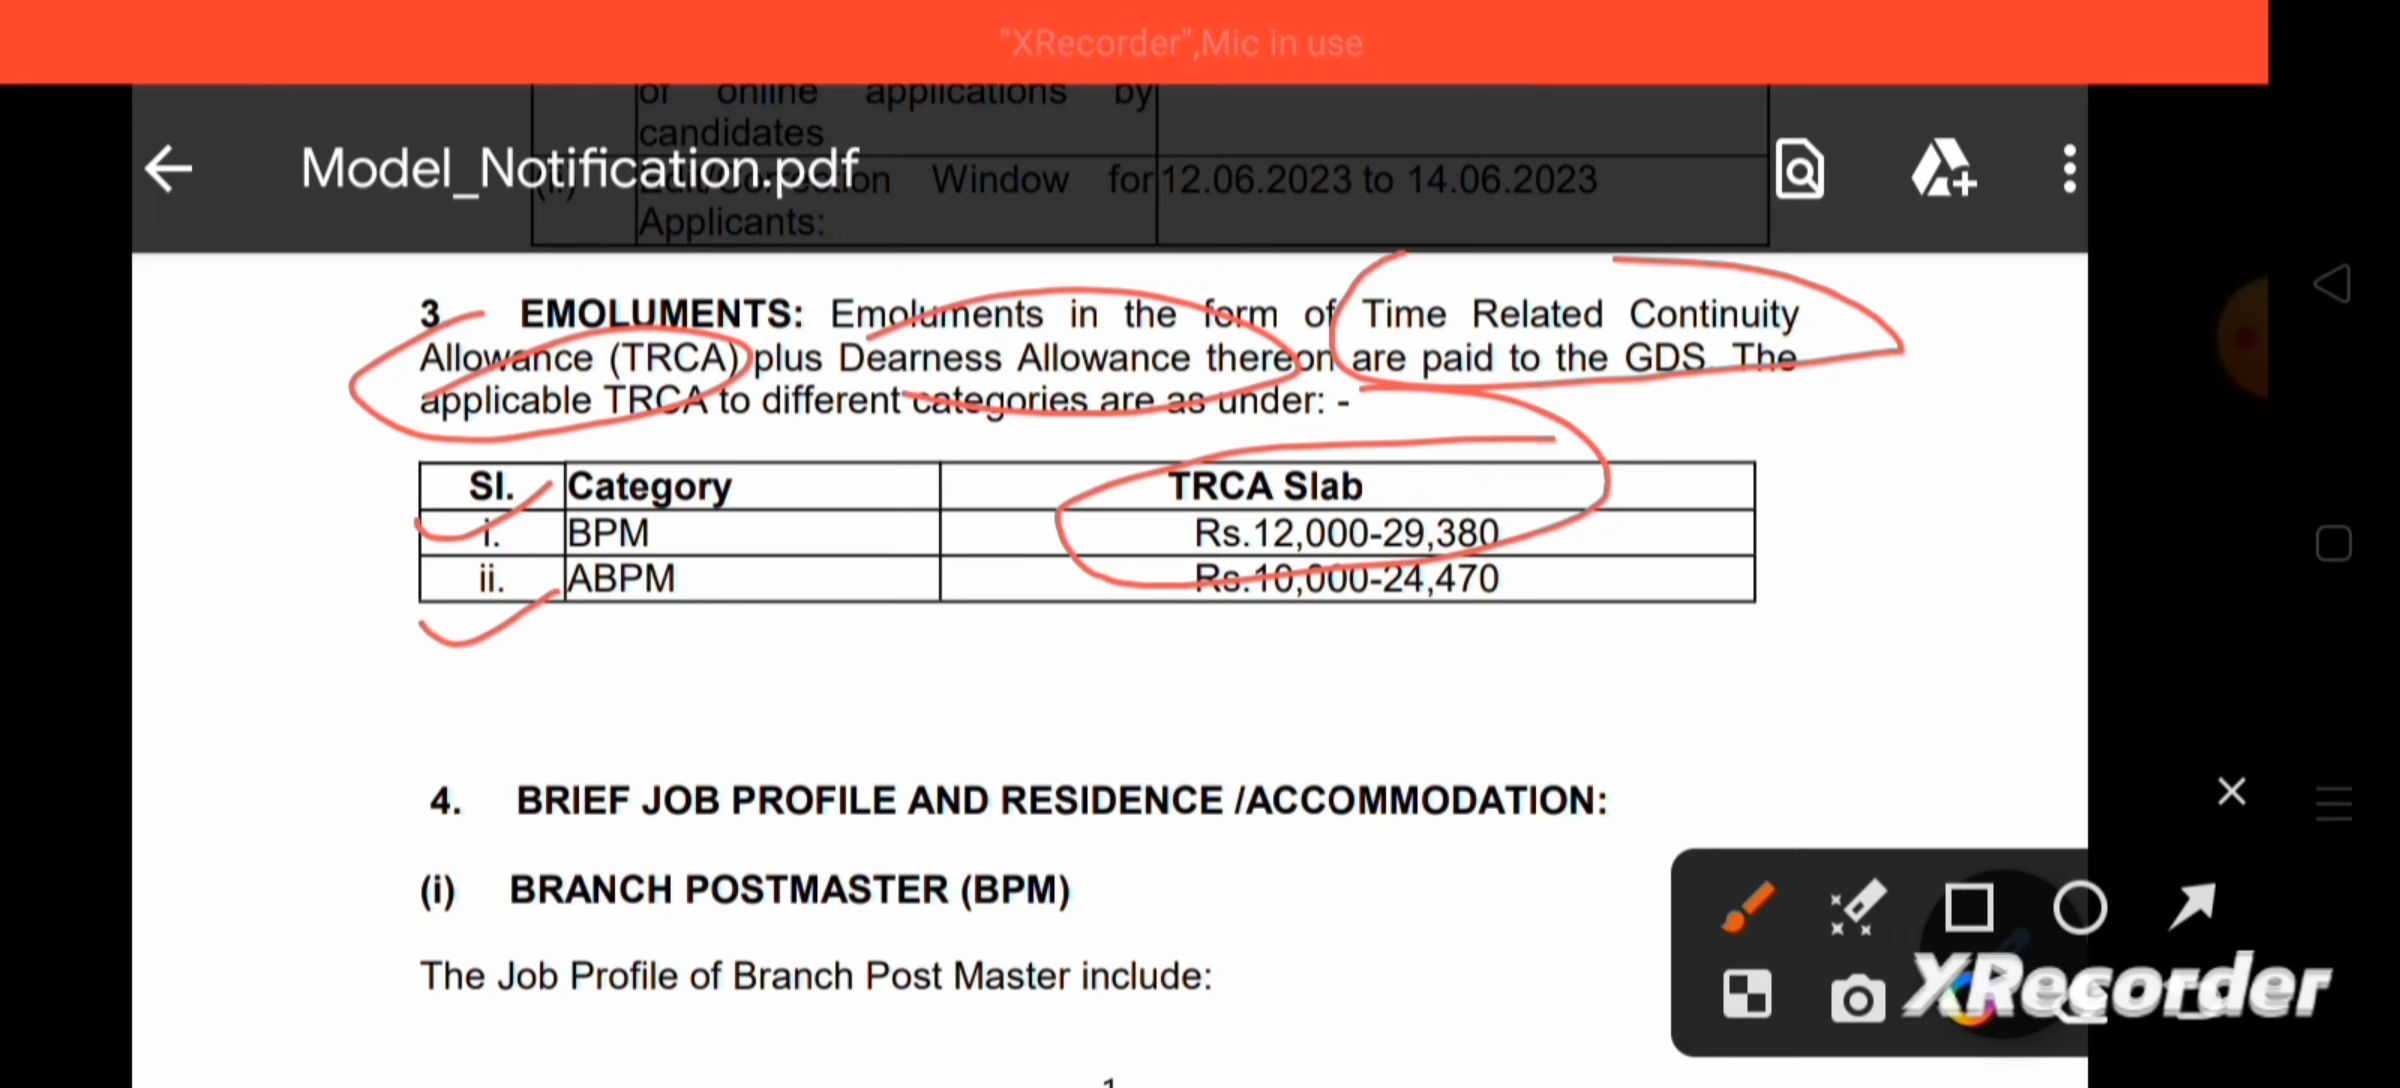 "XRecorder",Mic in use
of online applications by
candidates
Model_Notification.pdf
Window for 12.06.2023 to 14.06.2023
Applicants:
3. EMOLUMENTS: Emoluments in the form of Time Related Continuity
Allowance (TRCA) plus Dearness Allowance thereon are paid to the GDS. The
applicable TRCA to different categories are as under: -
Sl. Category TRCA Slab
i. BPM Rs.12,000-29,380
ii. ABPM Rs.10,000-24,470
4. BRIEF JOB PROFILE AND RESIDENCE /ACCOMMODATION:
(i) BRANCH POSTMASTER (BPM)
The Job Profile of Branch Post Master include:
XRecorder